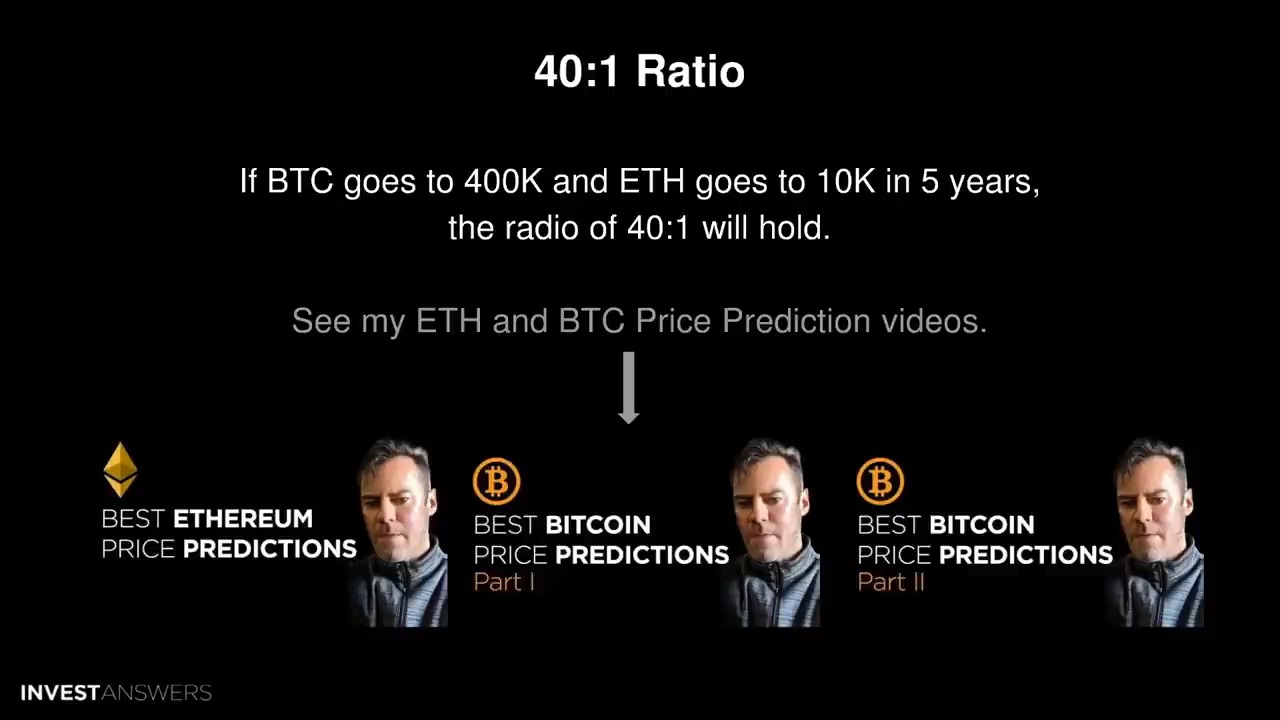 40:1 Ratio
If BTC goes to 400K and ETH goes to 10K in 5 years,
the radio of 40:1 will hold.
See my ETH and BTC Price Prediction videos.
BEST ETHEREUM
PRICE PREDICTIONS
BEST BITCOIN
PRICE PREDICTIONS
Part I
BEST BITCOIN
PRICE PREDICTIONS
Part II
INVESTANSWERS